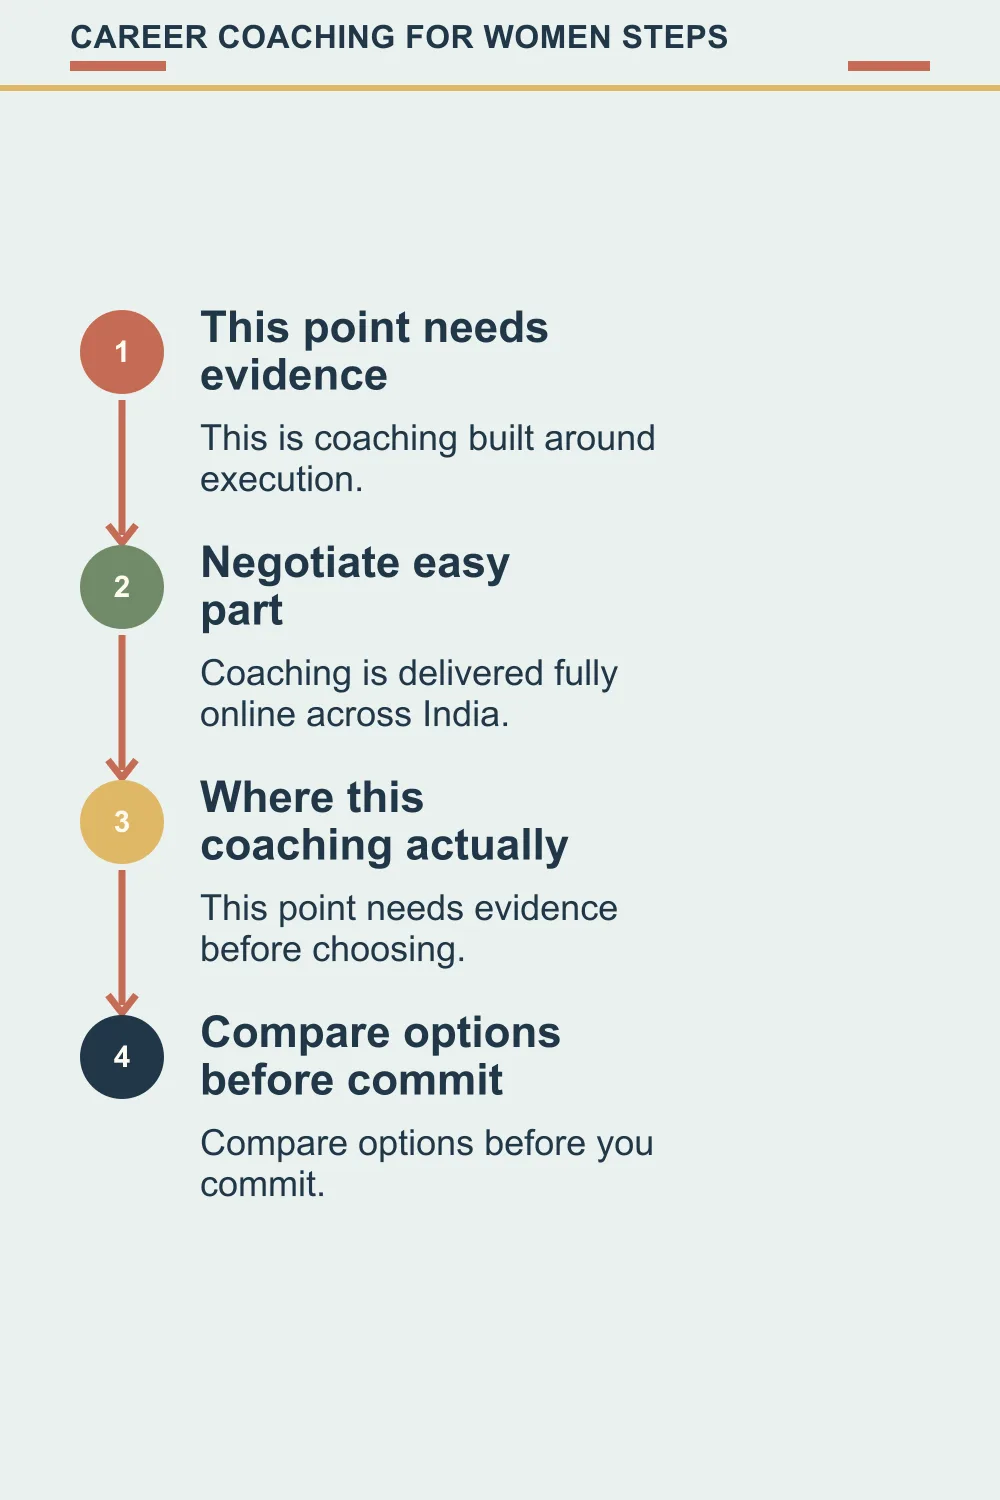 CAREER COACHING FOR WOMEN STEPS
1
This point needs
evidence
This is coaching built around
execution.
2
Negotiate easy
part
Coaching is delivered fully
online across India.
3
Where this
coaching actually
This point needs evidence
before choosing.
4
Compare options
before commit
Compare options before you
commit.